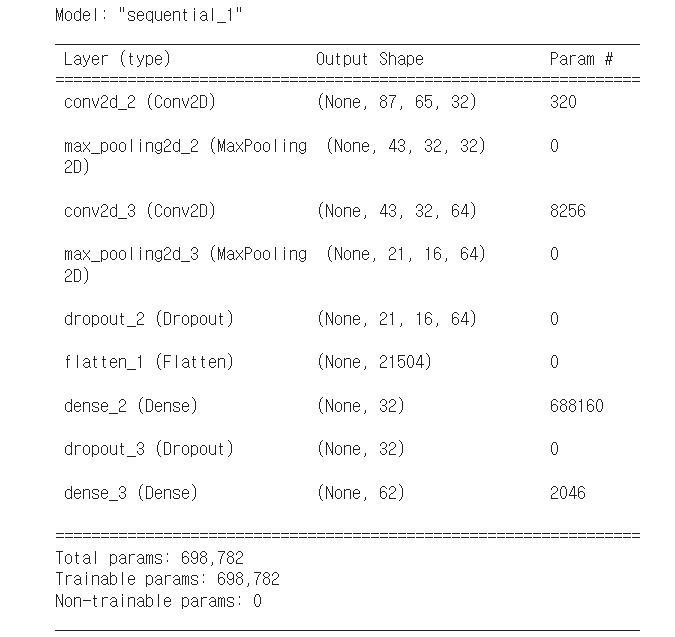 Model: "sequential_1"
Layer (type) Output Shape Param #
conv2d_2 (Conv2D) (None, 87, 65, 32) 320
max_pooling2d_2 (MaxPooling (None, 43, 32, 32) 0
2D)
conv2d_3 (Conv2D) (None, 43, 32, 64) 8256
max_pooling2d_3 (MaxPooling (None, 21, 16, 64) 0
2D)
dropout_2 (Dropout) (None, 21, 16, 64) 0
flatten_1 (Flatten) (None, 21504) 0
dense_2 (Dense) (None, 32) 688160
dropout_3 (Dropout) (None, 32) 0
dense_3 (Dense) (None, 62) 2046
Total params: 698,782
Trainable params: 698,782
Non-trainable params: 0